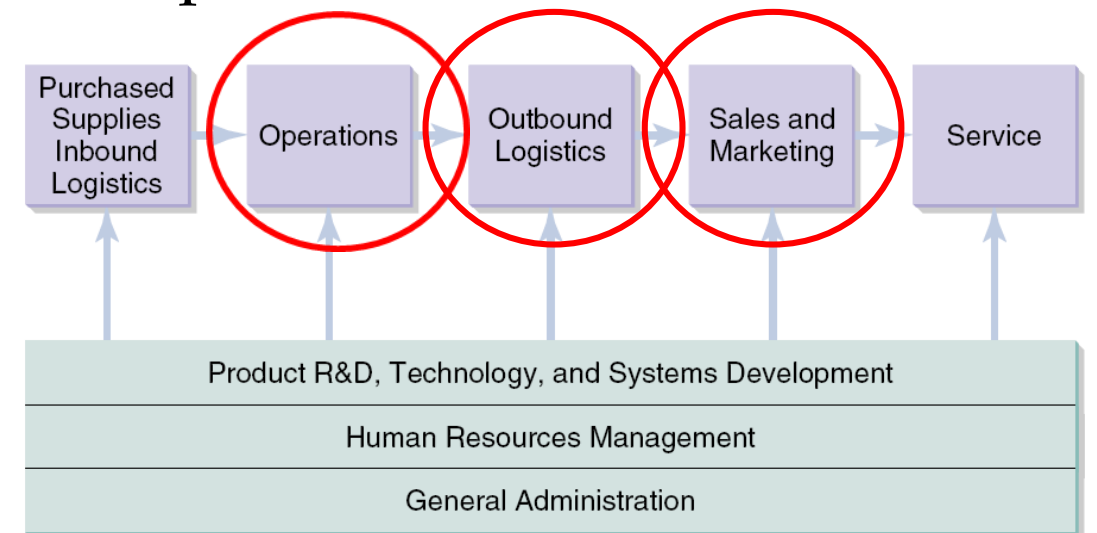 Purchased
Supplies
Inbound
Logistics
Operations
Outbound
Logistics
Sales and
Marketing
Service
Product R&D, Technology, and Systems Development
Human Resources Management
General Administration